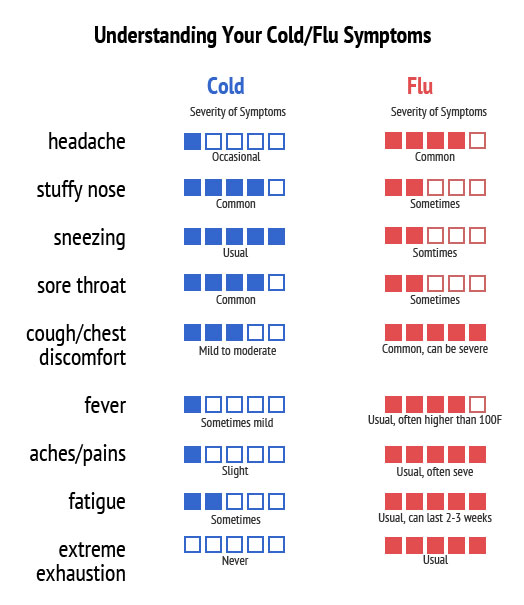 Understanding Your Cold/Flu Symptoms
Cold Flu
Severity of Symptoms Severity of Symptoms
headache
Occasional Common
stuffy nose
Common Sometimes
sneezing
Usual Somtimes
sore throat
Common Sometimes
cough/chest
discomfort
Mild to moderate Common, can be severe
fever
Sometimes mild Usual, often higher than 100F
aches/pains
Slight Usual, often seve
fatigue
Sometimes Usual, can last 2-3 weeks
extreme
exhaustion
Never Usual